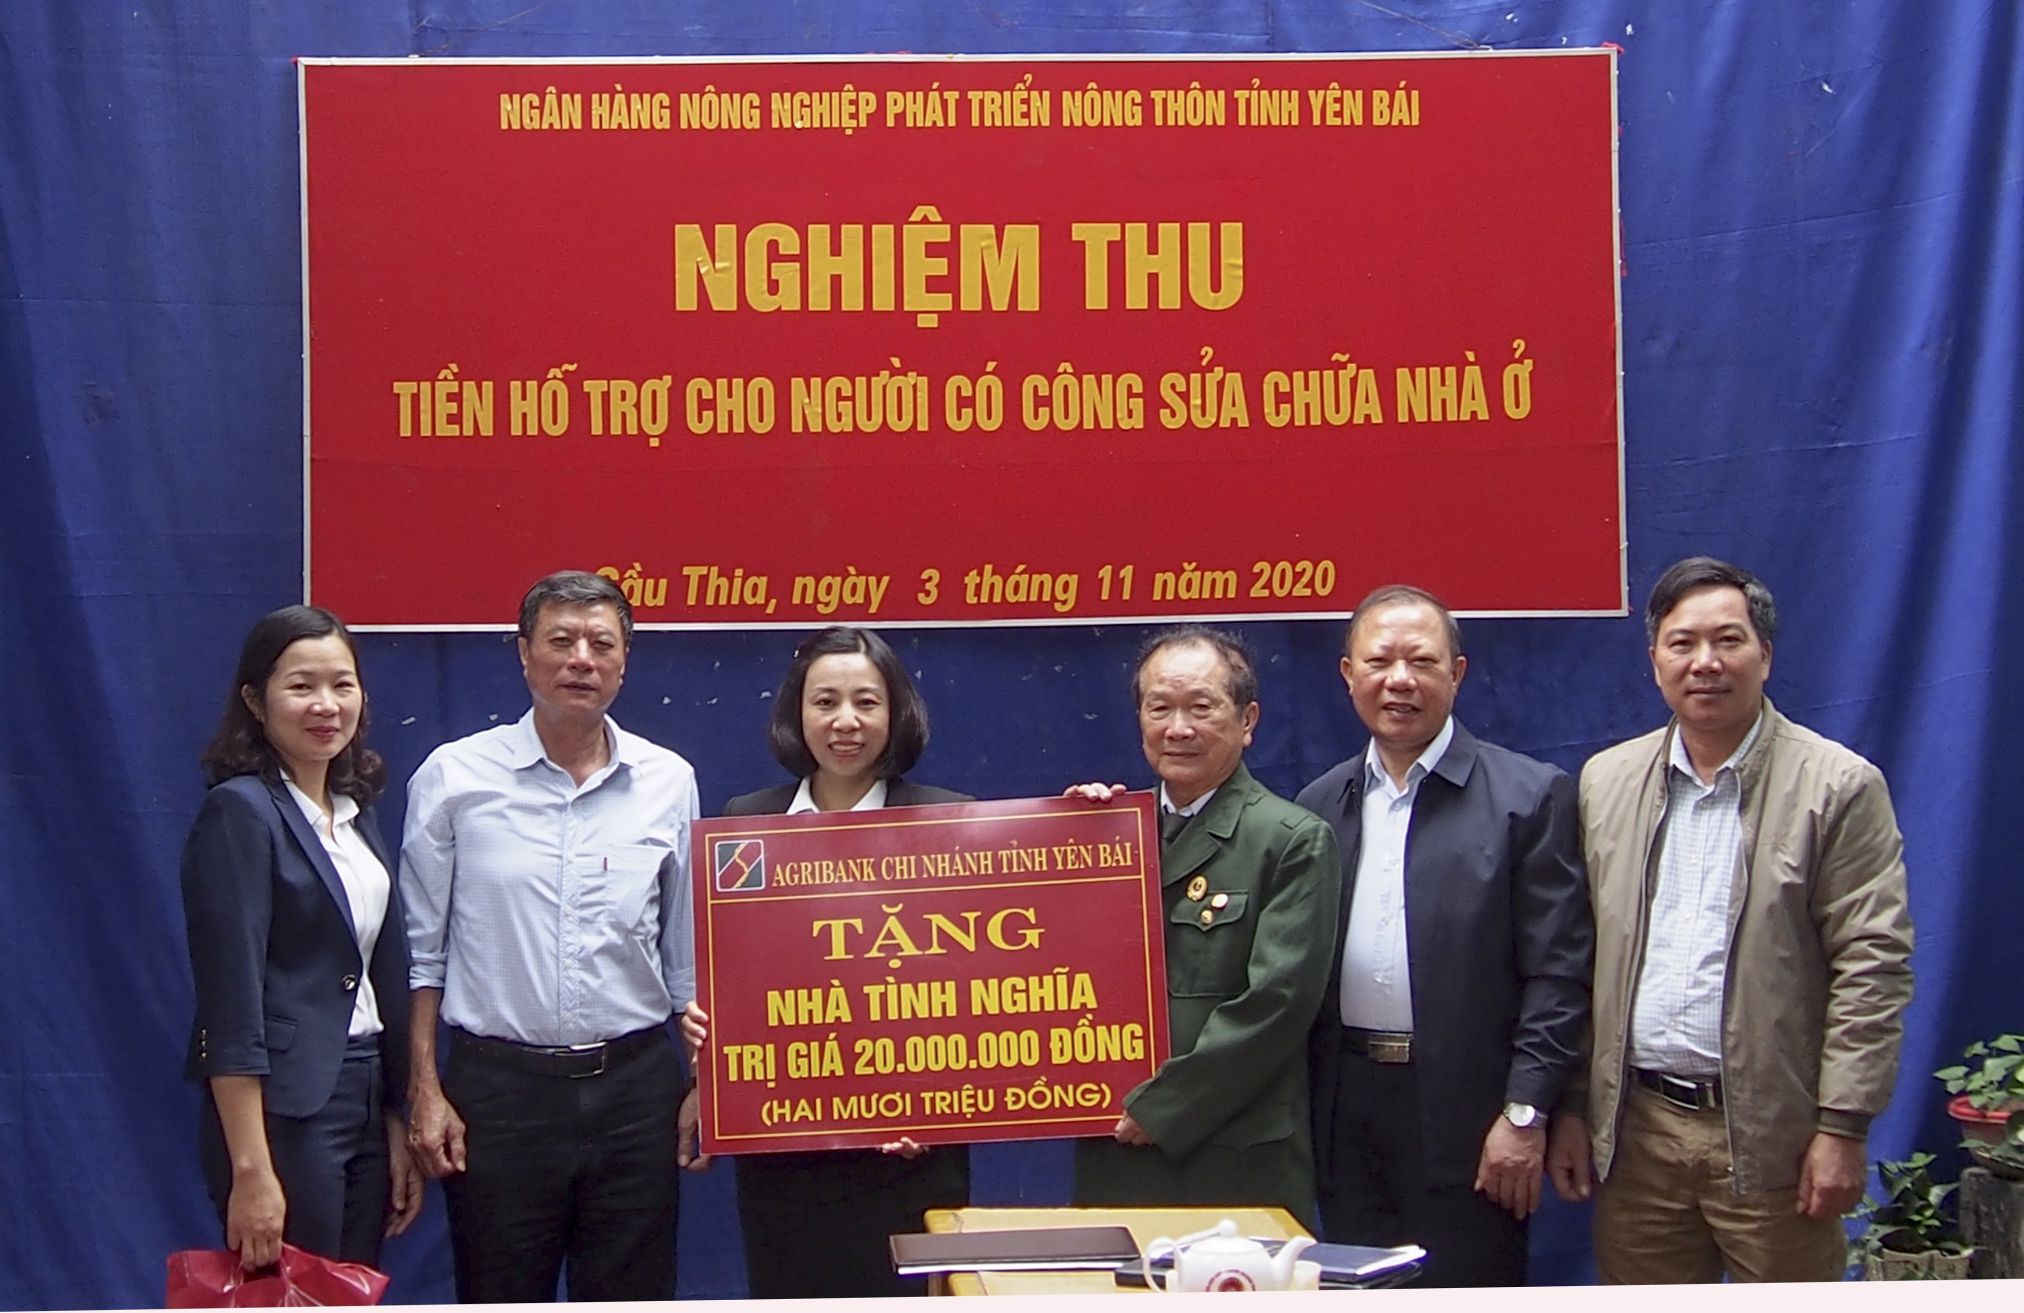 NGÂN HÀNG NÔNG NGHIỆP PHÁT TRIỂN NÔNG THÔN TỈNH YÊN BÁI
NGHIỆM THU
TIỀN HỖ TRỢ CHO NGƯỜI CÓ CÔNG SỬA CHỮA NHÀ Ở
Cầu Thia, ngày 3 tháng 11 năm 2020
AGRIBANK CHI NHÁNH TỈNH YÊN BÁI
TẶNG
NHÀ TÌNH NGHĨA
TRỊ GIÁ 20.000.000 ĐỒNG
(HAI MƯƠI TRIỆU ĐỒNG)